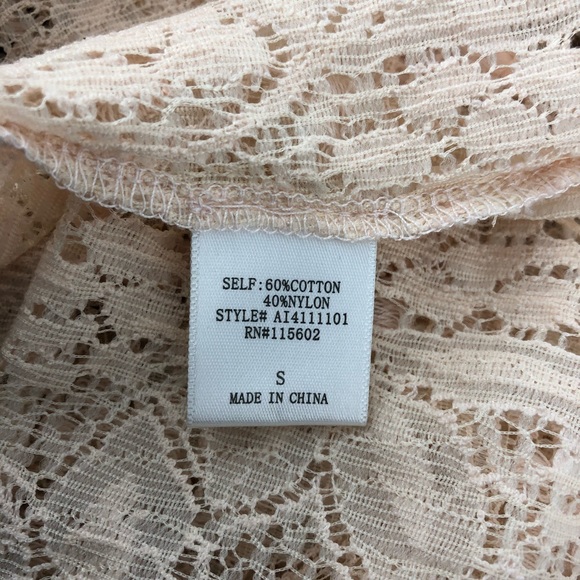 SELF:60%COTTON
40%NYLON
STYLE# AI4111101
RN#115602
S
MADE IN CHINA